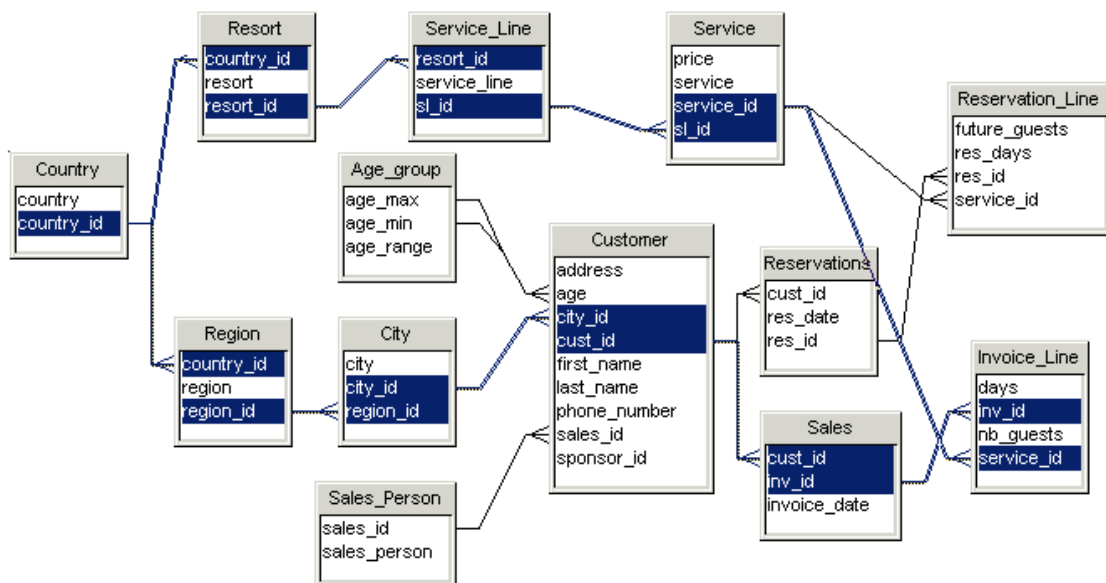 Resort
country_id
resort
resort_id
Service_Line
resort_id
service_line
sl_id
Service
price
service
service_id
sl_id
Reservation_Line
future_guests
res_days
res_id
service_id
Country
country
country_id
Age_group
age_max
age_min
age_range
Customer
address
age
city_id
cust_id
first_name
last_name
phone_number
sales_id
sponsor_id
Reservations
cust_id
res_date
res_id
Region
country_id
region
region_id
City
city
city_id
region_id
Invoice_Line
days
inv_id
nb_guests
service_id
Sales
cust_id
inv_id
invoice_date
Sales_Person
sales_id
sales_person